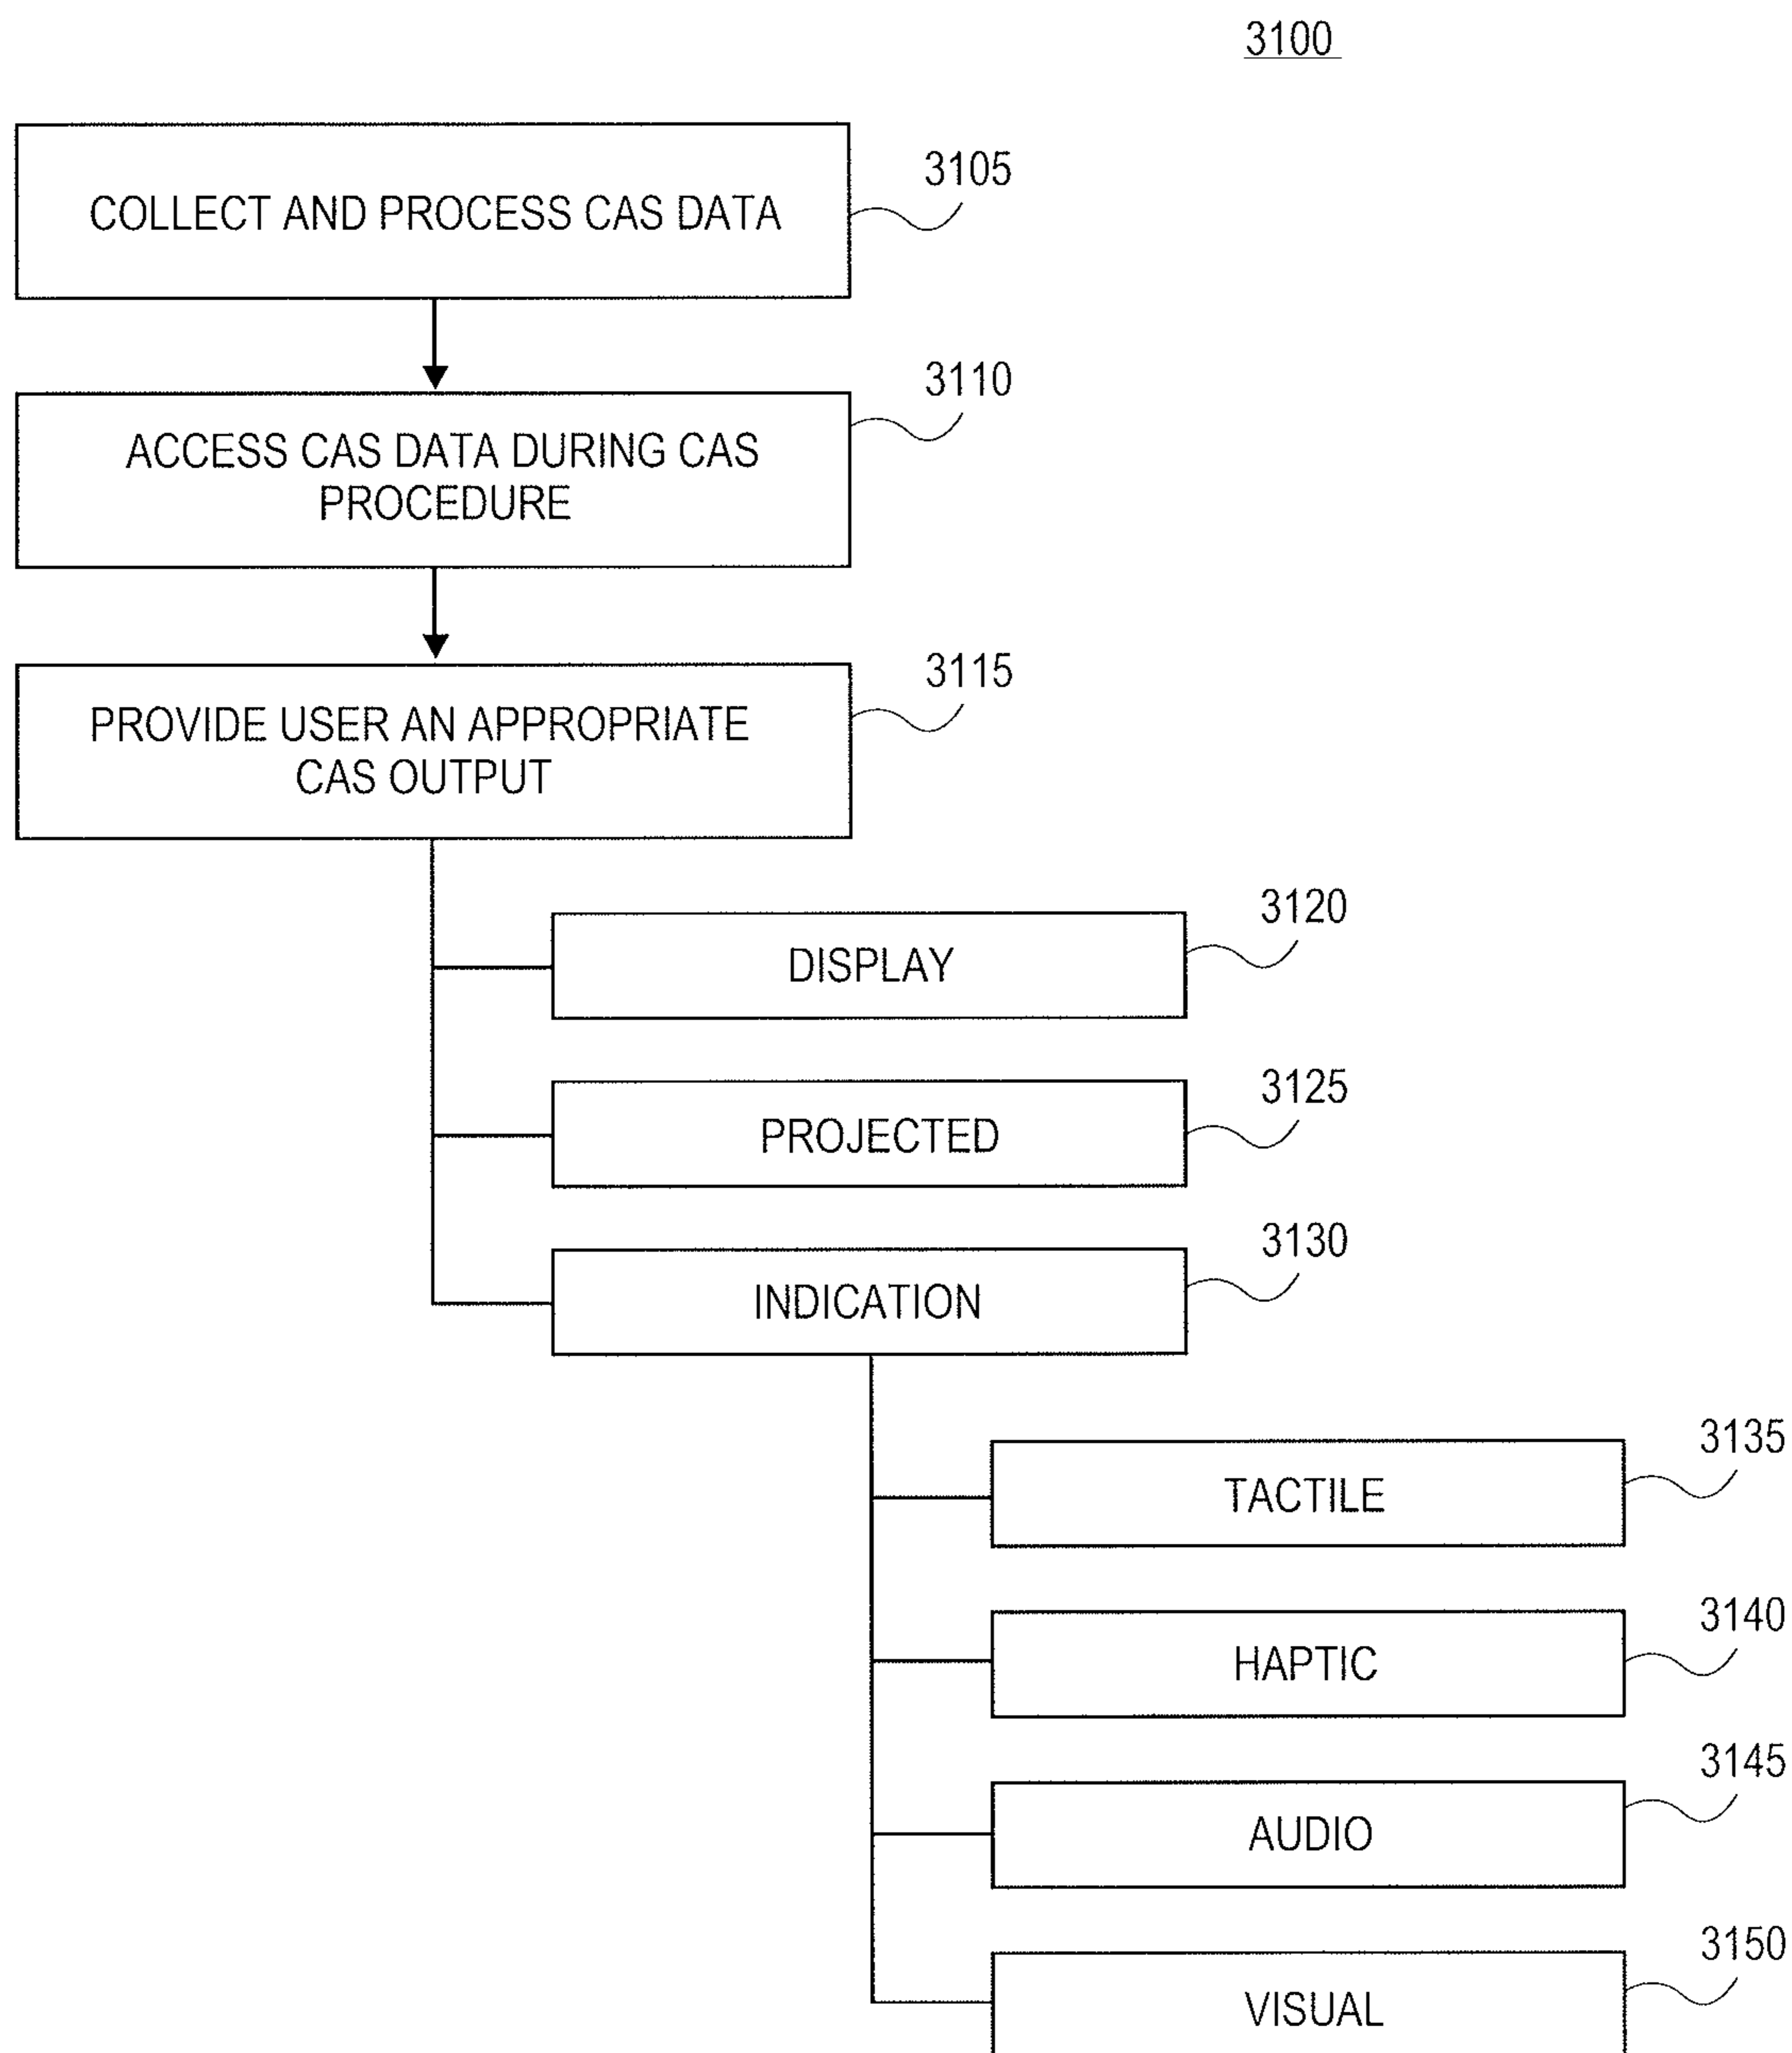 3100
3105
COLLECT AND PROCESS CAS DATA
3110
ACCESS CAS DATA DURING CAS
PROCEDURE
3115
PROVIDE USER AN APPROPRIATE
CAS OUTPUT
3120
DISPLAY
3125
PROJECTED
3130
INDICATION
3135
TACTILE
3140
HAPTIC
3145
AUDIO
3150
VISUAL